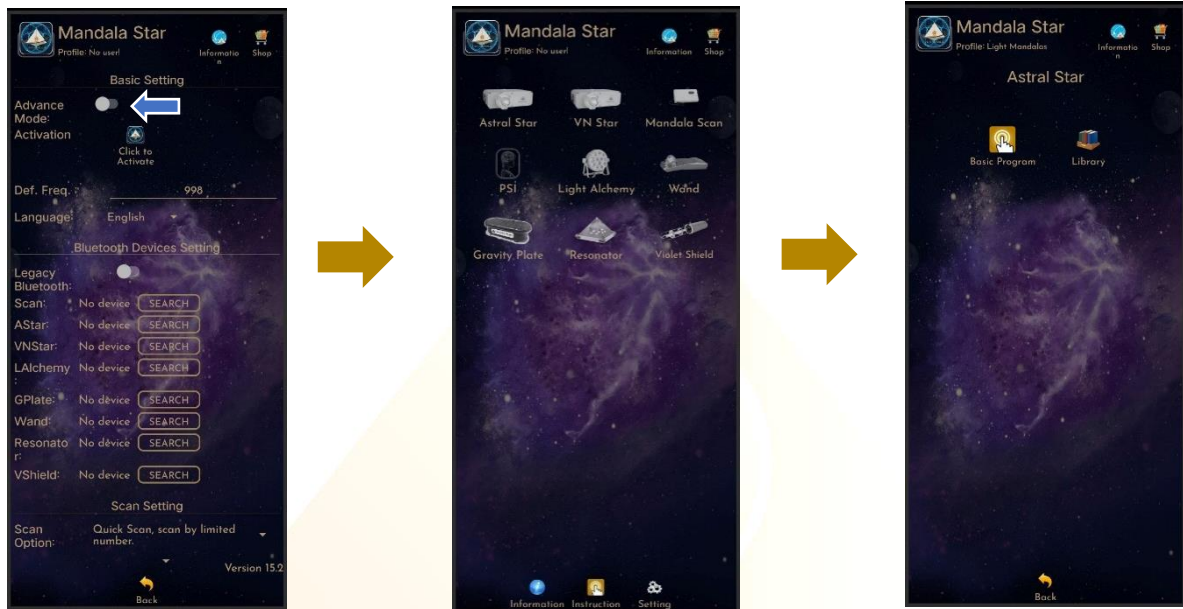 Mandala Star
Profile: No user!
Informatio
n
Shop
Basic Setting
Advance
Mode:
Activation
Click to
Activate
Def. Freq. :
998
Language:
English
Bluetooth Devices Setting
Legacy
Bluetooth:
Scan: No device SEARCH
AStar: No device SEARCH
VNStar: No device SEARCH
LAlchemy
:
No device SEARCH
GPlate: No device SEARCH
Wand: No device SEARCH
Resonato
r:
No device SEARCH
VShield: No device SEARCH
Scan Setting
Scan
Option:
Quick Scan, scan by limited
number.
Version 15.2
Back
Mandala Star
Profile: No user!
Information Shop
Astral Star VN Star Mandala Scan
PSI Light Alchemy Wand
Gravity Plate Resonator Violet Shield
Information Instruction Setting
Mandala Star
Profile: Light Mandalas
Informatio
n
Shop
Astral Star
Basic Program Library
Back